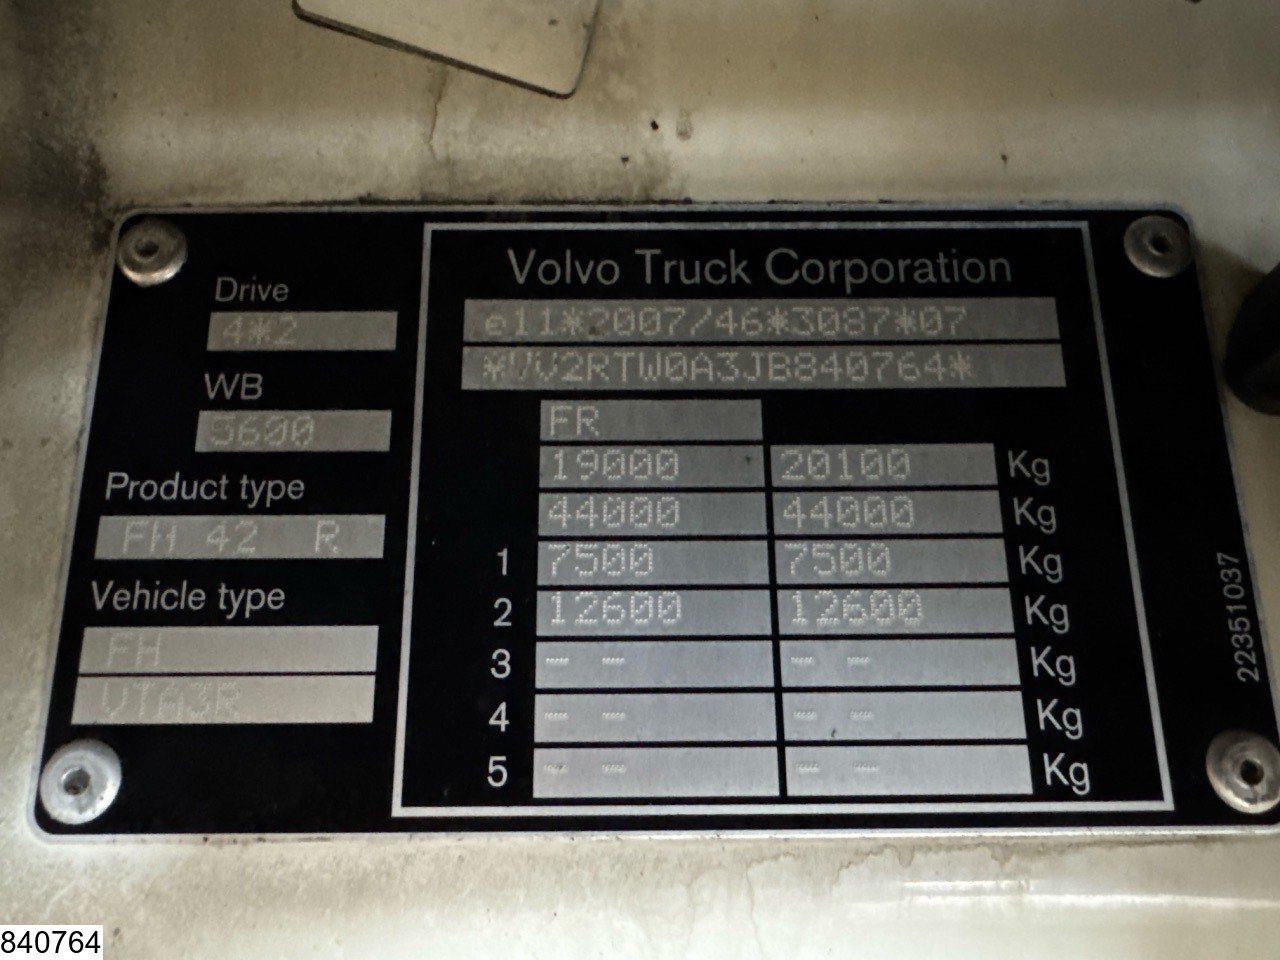 Drive
4*2
WB
5600
Product type
FH 42 R
Vehicle type
FH
VTA3R
Volvo Truck Corporation
e11*2007/46*3087*07
*YV2RTW0A3JB840764*
FR
19000 20100 Kg
44000 44000 Kg
1 7500 7500 Kg
2 12600 12600 Kg
3 -- -- -- -- Kg
4 -- -- -- -- Kg
5 -- -- -- -- Kg
22351037
840764